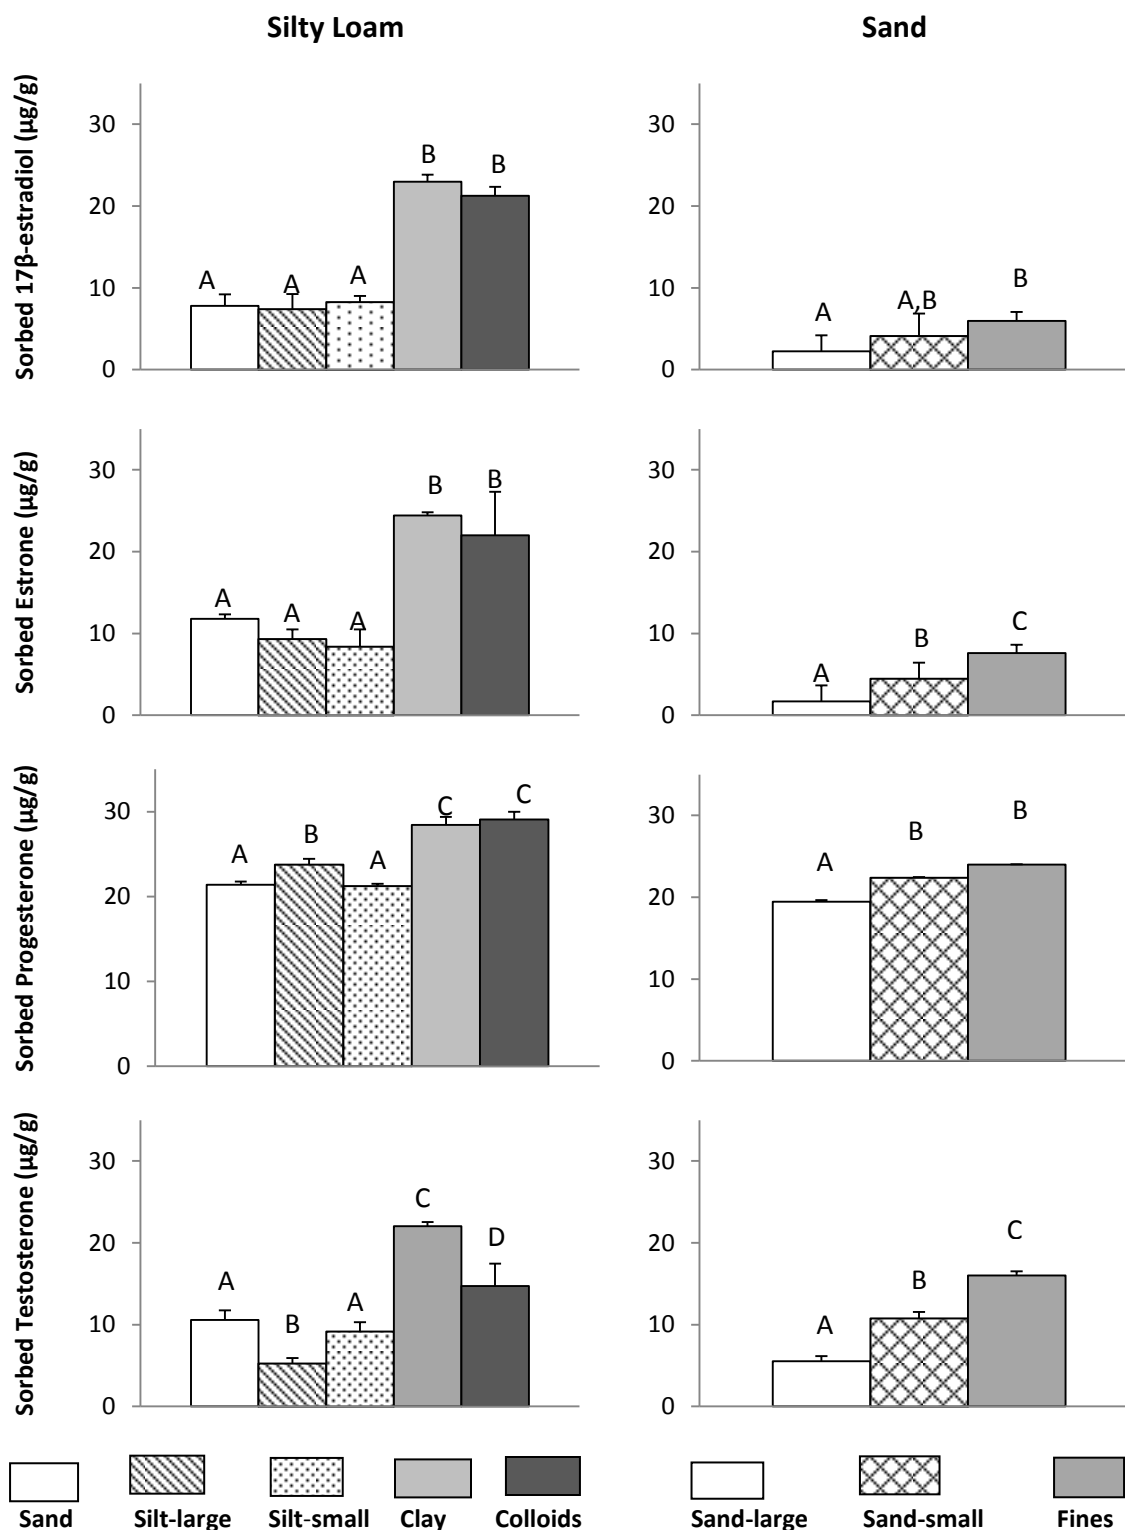 Silty Loam
Sand
Sorbed 17β-estradiol (µg/g)
30
20
10
0
A
A
A
B
B
30
20
10
0
A
A,B
B
Sorbed Estrone (µg/g)
30
20
10
0
A
A
A
B
B
30
20
10
0
A
B
C
Sorbed Progesterone (µg/g)
30
20
10
0
A
B
A
C
C
30
20
10
0
A
B
B
Sorbed Testosterone (µg/g)
30
20
10
0
A
B
A
C
D
30
20
10
0
A
B
C
Sand
Silt-large
Silt-small
Clay
Colloids
Sand-large
Sand-small
Fines